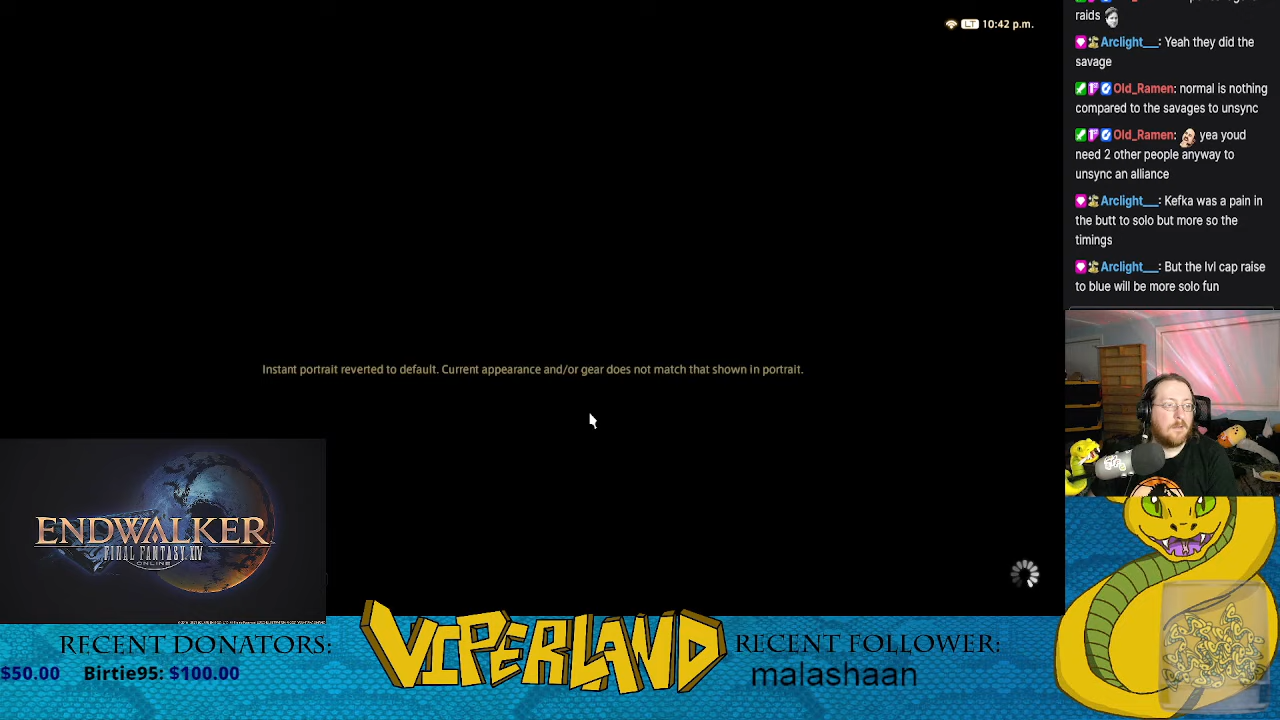 LT 10:42 p.m.
raids
Arclight__: Yeah they did the
savage
Old_Ramen: normal is nothing
compared to the savages to unsync
Old_Ramen: yea youd
need 2 other people anyway to
unsync an alliance
Arclight__: Kefka was a pain in
the butt to solo but more so the
timings
Arclight__: But the lvl cap raise
to blue will be more solo fun
Instant portrait reverted to default. Current appearance and/or gear does not match that shown in portrait.
ENDWALKER
FINAL FANTASY XIV
ONLINE
RECENT DONATORS:
$50.00 Birtie95: $100.00
VIPERLAND
RECENT FOLLOWER:
malashaan